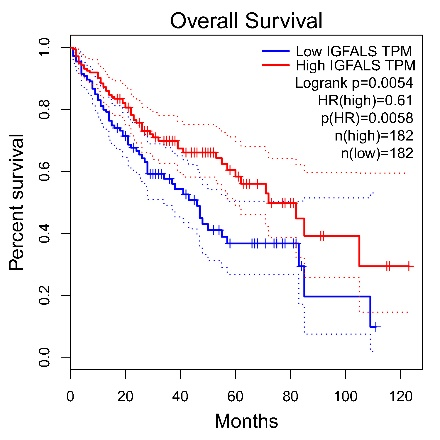 Overall Survival
Low IGFALS TPM
High IGFALS TPM
Logrank p=0.0054
HR(high)=0.61
p(HR)=0.0058
n(high)=182
n(low)=182
Percent survival
1.0
0.8
0.6
0.4
0.2
0.0
0 20 40 60 80 100 120
Months